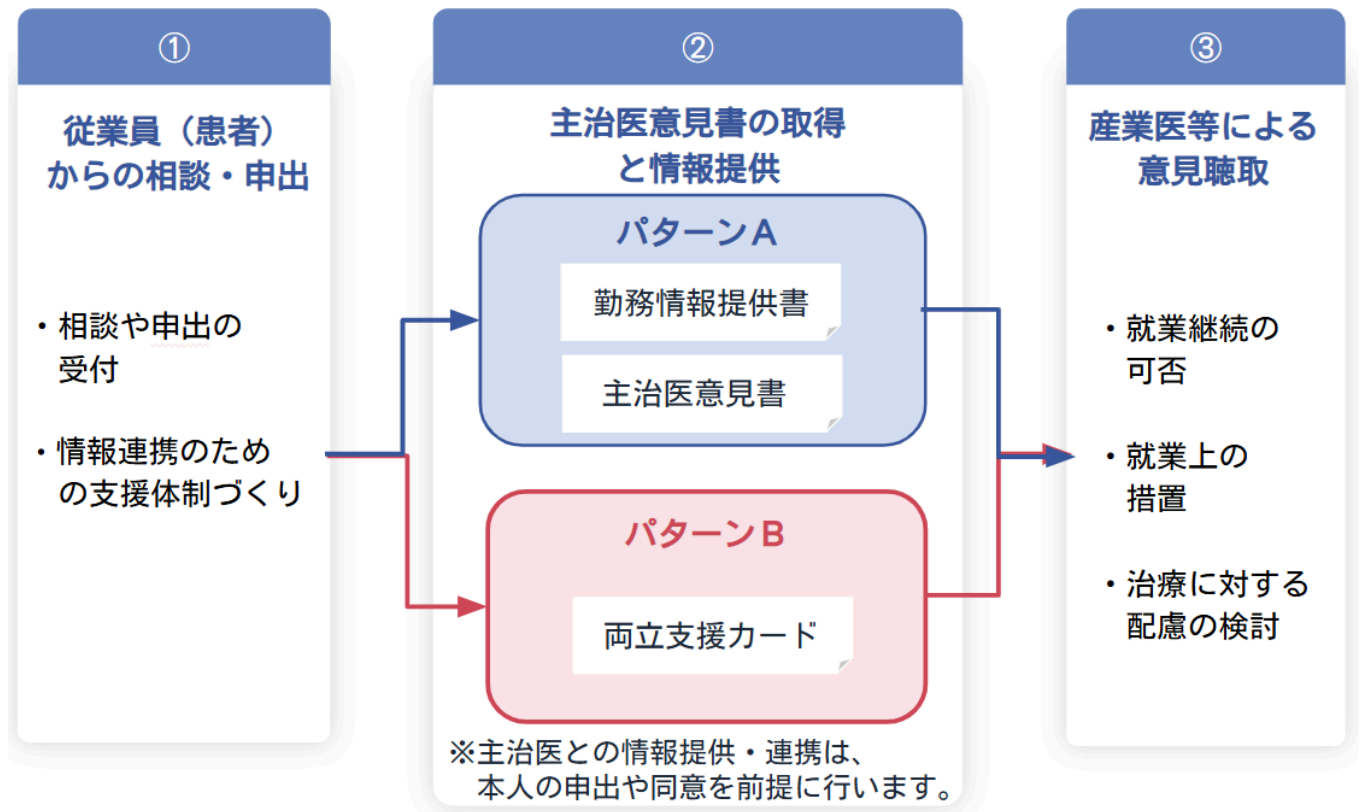 ①
従業員（患者）
からの相談・申出
・相談や申出の
受付
・情報連携のため
の支援体制づくり
②
主治医意見書の取得
と情報提供
パターンA
勤務情報提供書
主治医意見書
パターンB
両立支援カード
※主治医との情報提供・連携は、
本人の申出や同意を前提に行います。
③
産業医等による
意見聴取
・就業継続の
可否
・就業上の
措置
・治療に対する
配慮の検討